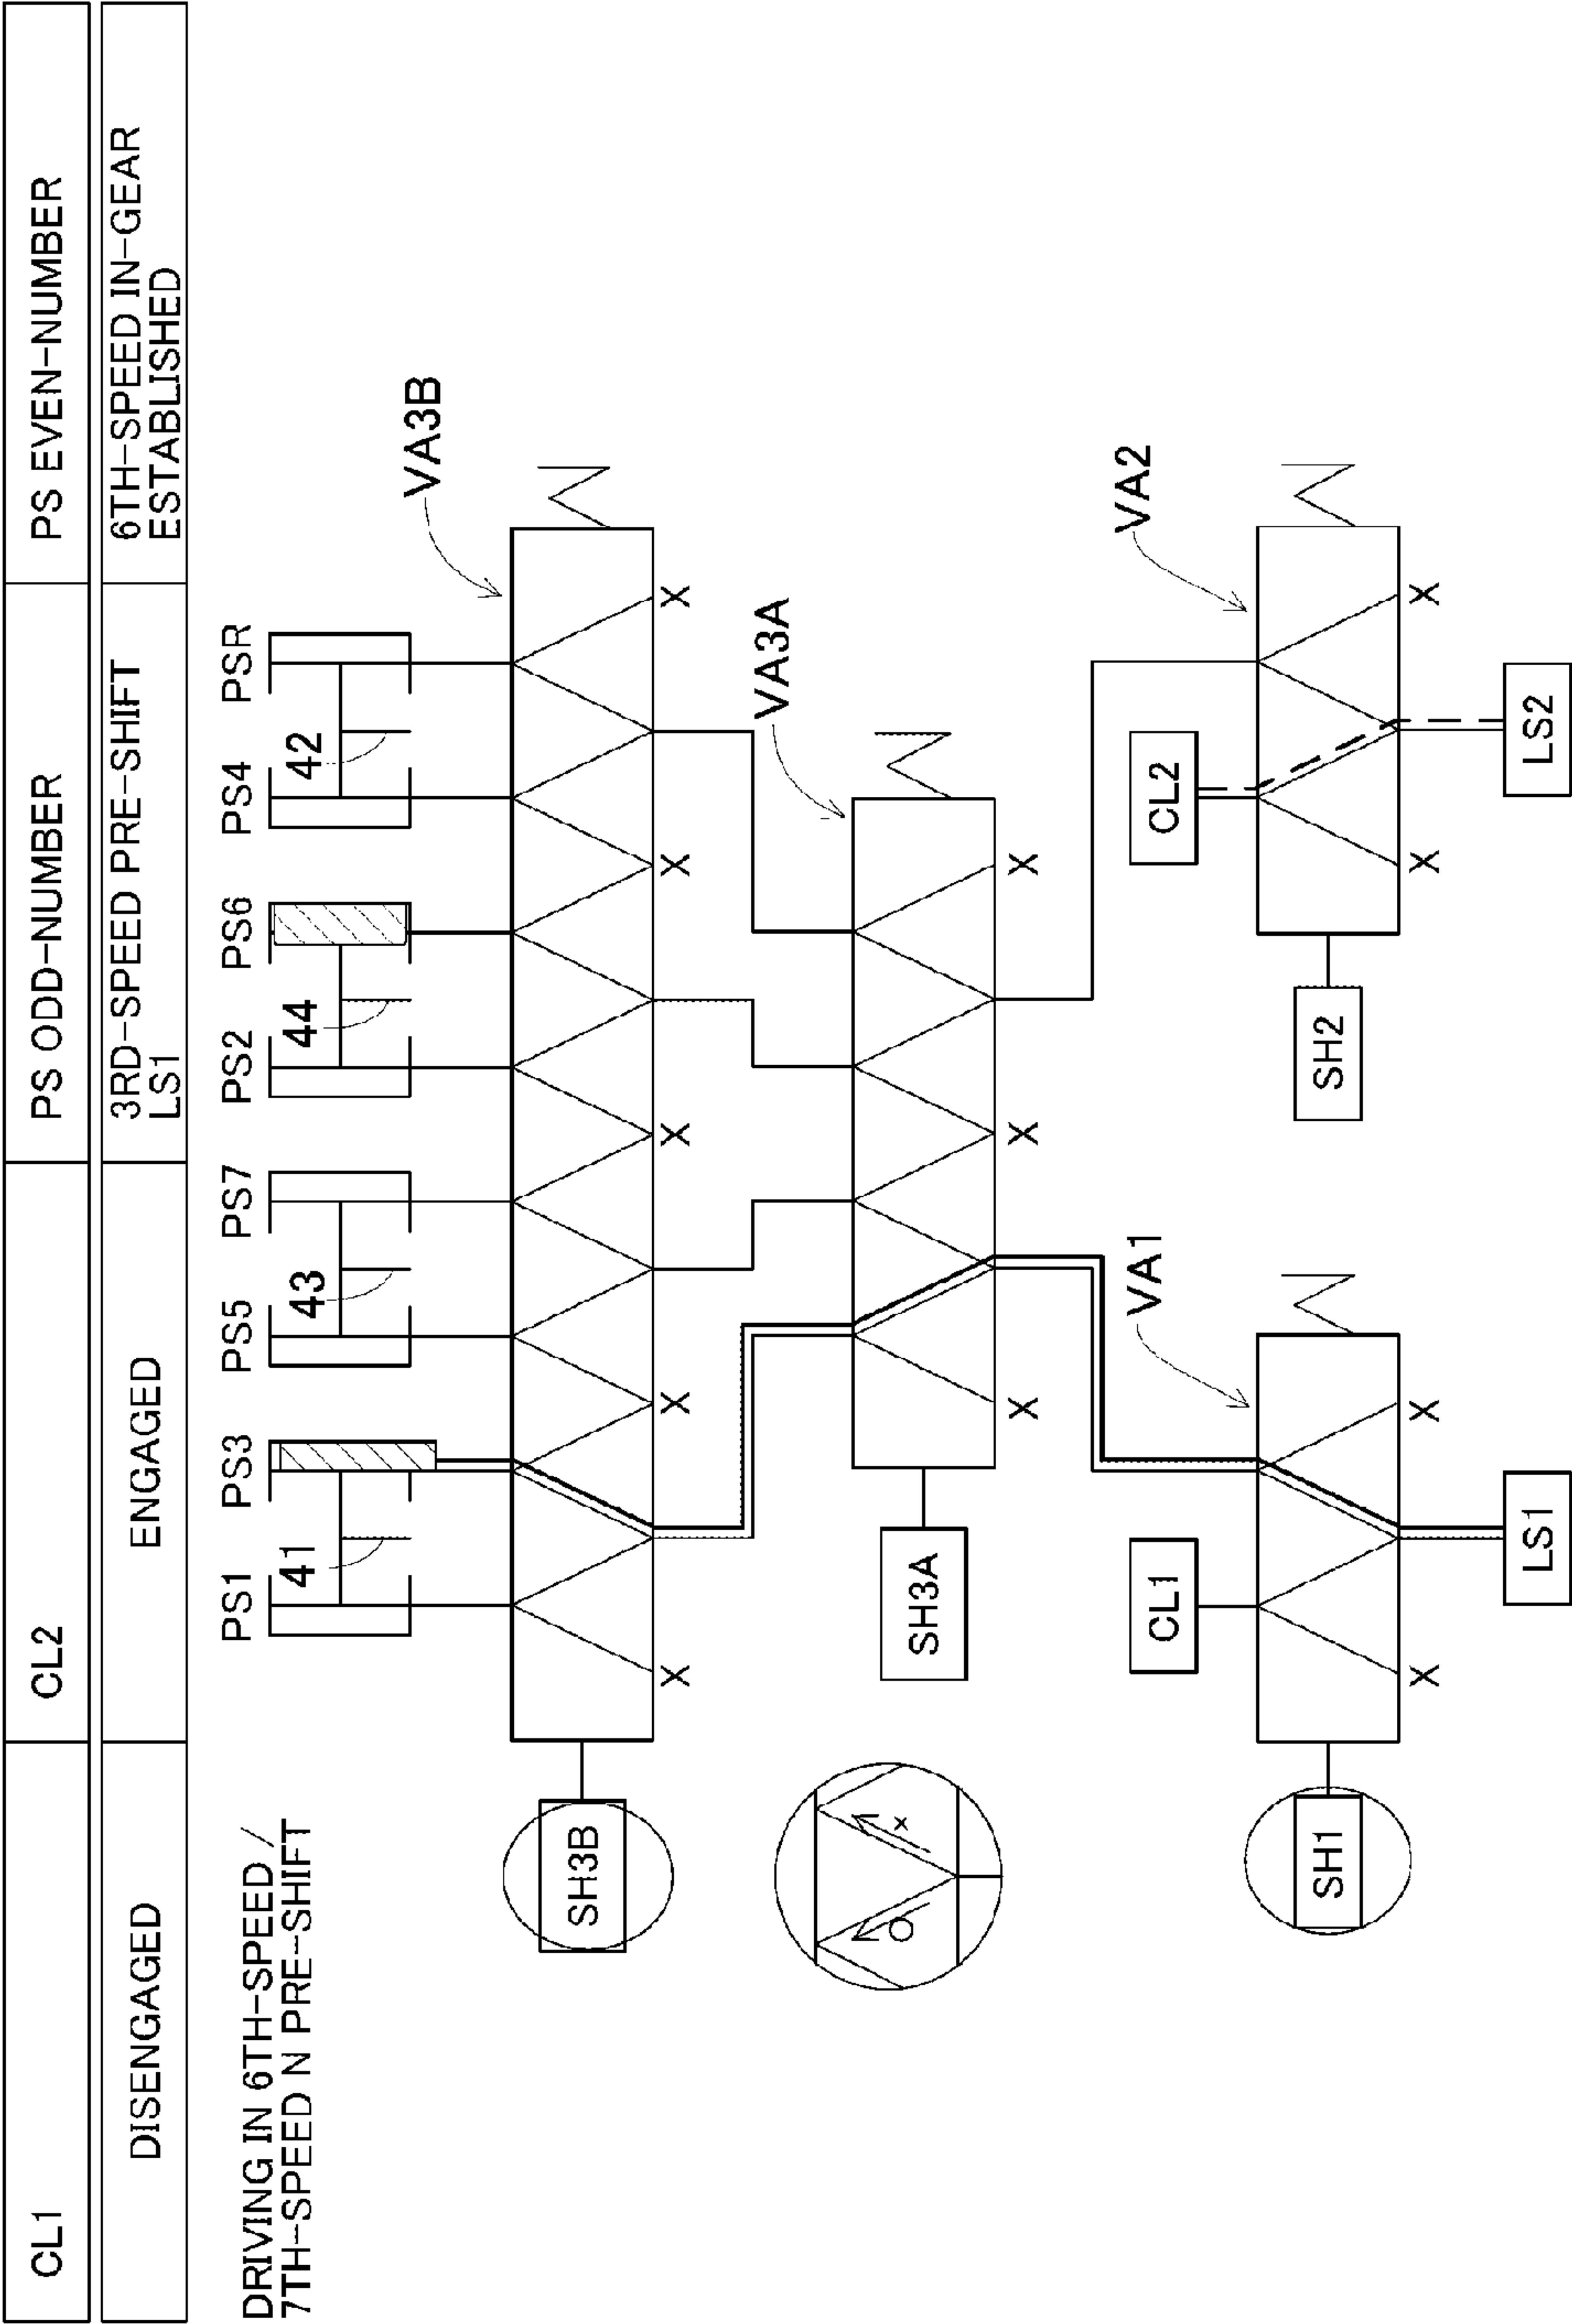 CL1
CL2
PS ODD-NUMBER
PS EVEN-NUMBER
DISENGAGED
ENGAGED
3RD-SPEED PRE-SHIFT
LS1
6TH-SPEED IN-GEAR
ESTABLISHED
DRIVING IN 6TH-SPEED /
7TH-SPEED N PRE-SHIFT
PS1
PS3
PS5
PS7
PS2
PS6
PS4
PSR
41
43
44
42
VA3B
SH3B
X
X
X
X
X
VA3A
SH3A
X
X
X
O
x
CL1
VA1
CL2
VA2
SH1
SH2
X
X
X
X
LS1
LS2